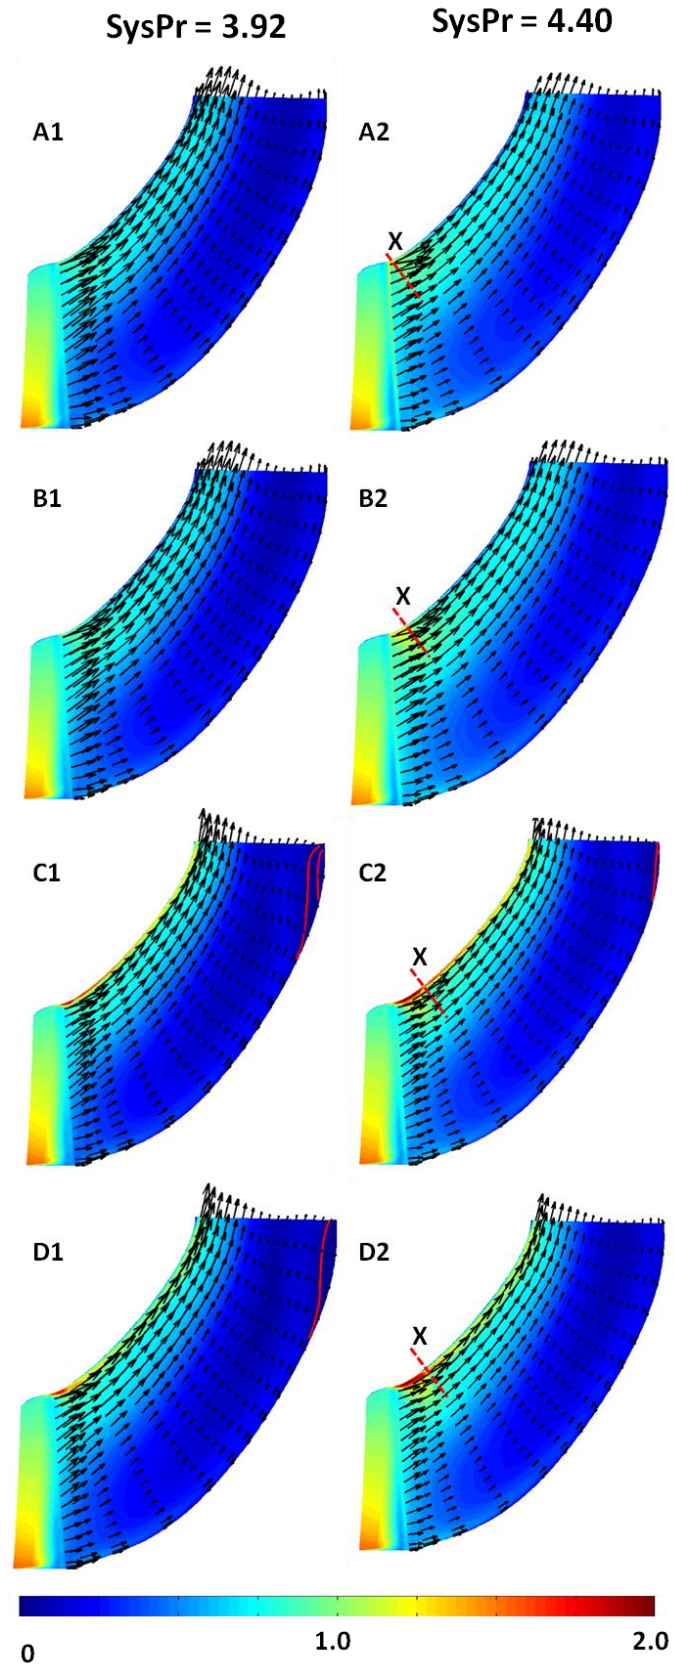 SysPr = 3.92 SysPr = 4.40
A1 A2
X
B1 B2
X
C1 C2
X
D1 D2
X
0 1.0 2.0